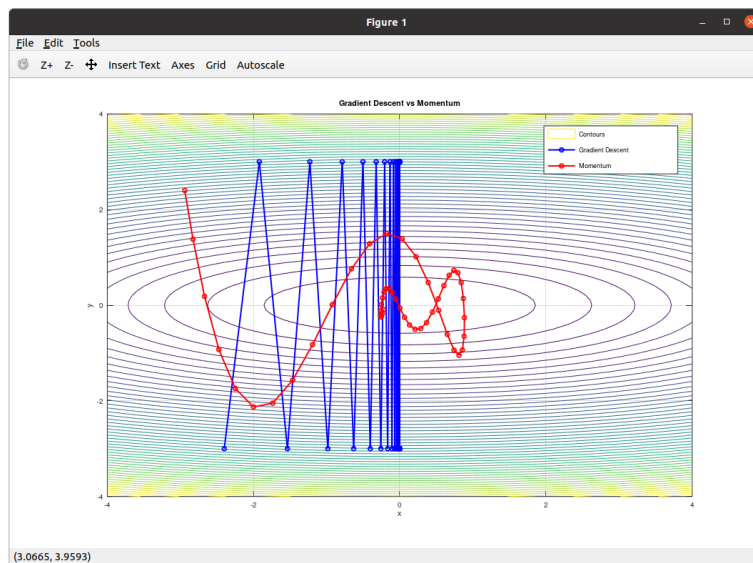 Figure 1
File Edit Tools
Z+ Z- Insert Text Axes Grid Autoscale
Gradient Descent vs Momentum
4
2
0
-2
-4
y
-4 -2 0 2 4
x
Contours
Gradient Descent
Momentum
(3.0665, 3.9593)